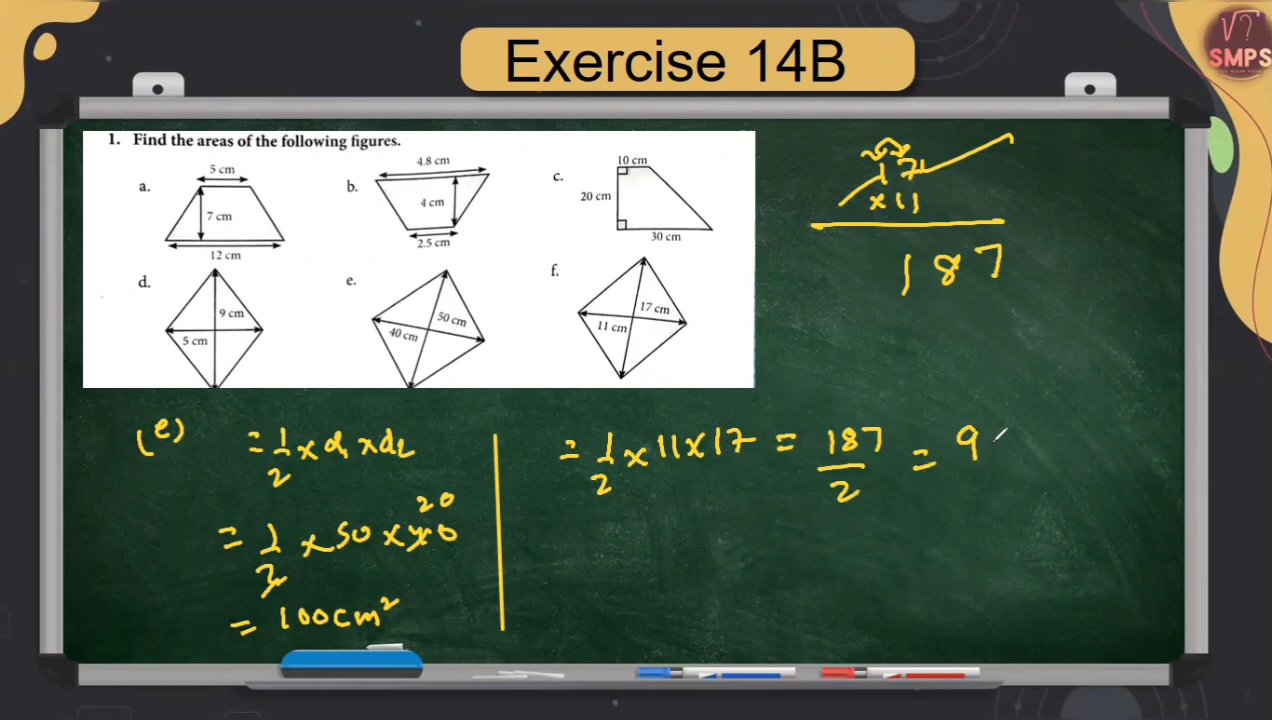 Exercise 14B
√?
SMPS
1. Find the areas of the following figures.
a.
5 cm
7 cm
12 cm
b.
4.8 cm
4 cm
2.5 cm
c.
10 cm
20 cm
30 cm
d.
9 cm
5 cm
e.
50 cm
40 cm
f.
17 cm
11 cm
17
x11
187
(e)
= 1/2 x d1 x d2
20
= 1/2 x 50 x 40
= 100cm²
= 1/2 x 11 x 17 = 187/2 = 9